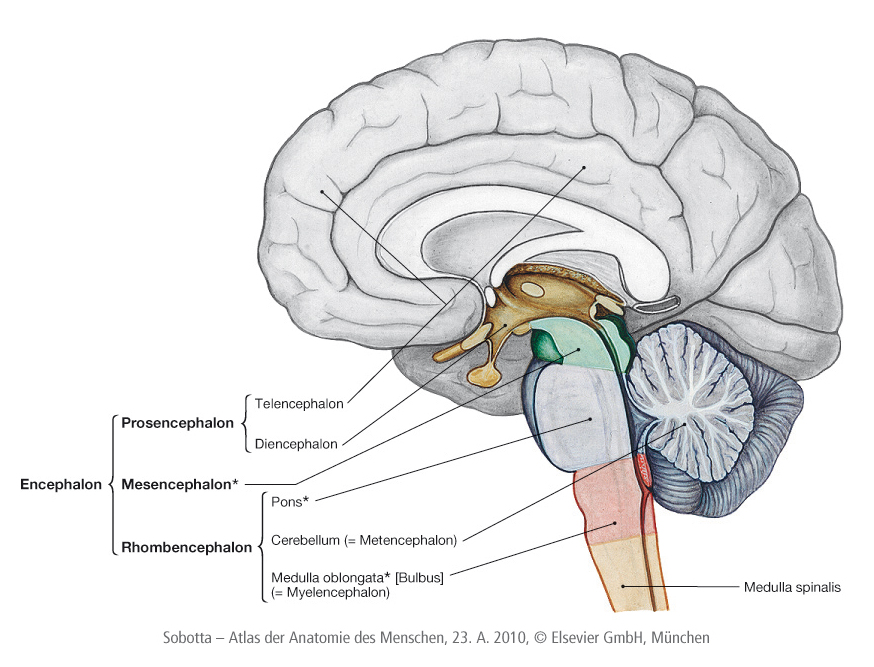 Telencephalon
Prosencephalon
Diencephalon
Encephalon
Mesencephalon*
Pons*
Rhombencephalon
Cerebellum (= Metencephalon)
Medulla oblongata* [Bulbus]
(= Myelencephalon)
Medulla spinalis
Sobotta – Atlas der Anatomie des Menschen, 23. A. 2010, © Elsevier GmbH, München